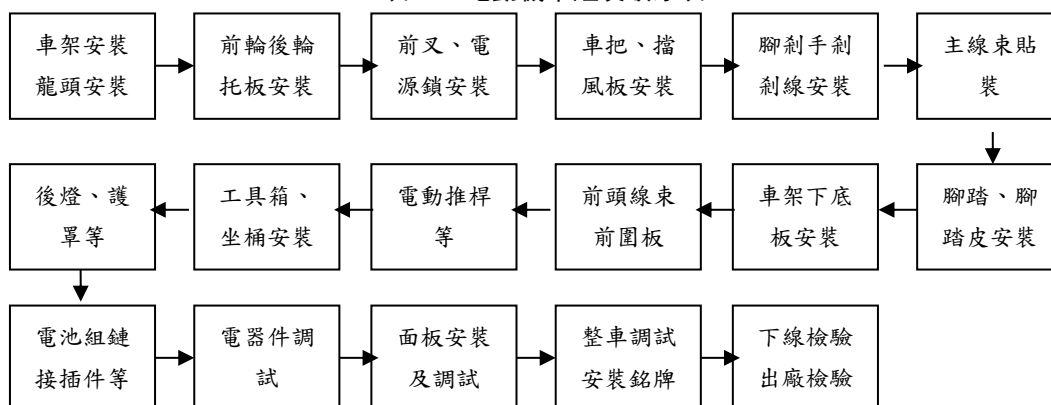 車架安裝
龍頭安裝
前輪後輪
托板安裝
前叉、電
源鎖安裝
車把、擋
風板安裝
腳剎手剎
剎線安裝
主線束貼
裝
腳踏、腳
踏皮安裝
車架下底
板安裝
前頭線束
前圍板
電動推桿
等
工具箱、
坐桶安裝
後燈、護
罩等
電池組鏈
接插件等
電器件調
試
面板安裝
及調試
整車調試
安裝銘牌
下線檢驗
出廠檢驗